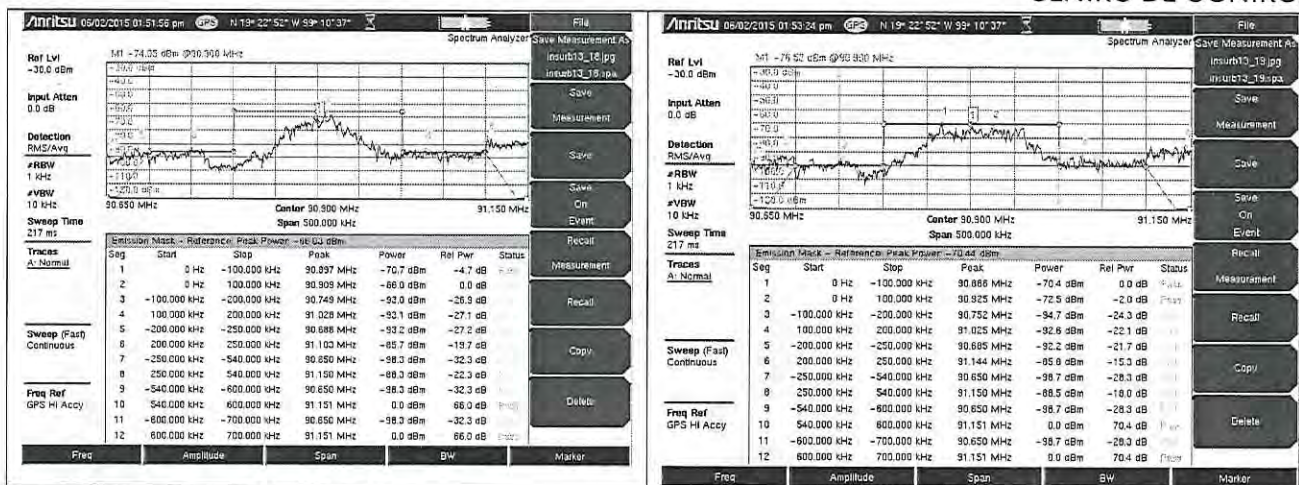 CENTRO DE CONTRO
Anritsu 06/02/2015 01:51:56 pm GPS N 19° 22' 52" W 99° 10' 37"
Spectrum Analyzer
Ref Lvl
-30.0 dBm
Input Atten
0.0 dB
Detection
RMS/Avg
#RBW
1 kHz
#VBW
10 kHz
Sweep Time
217 ms
Traces
A: Normal
Sweep (Fast)
Continuous
Freq Ref
GPS Hi Accy
M1 -74.03 dBm @90.900 MHz
90.650 MHz Center 90.900 MHz 91.150 MHz
Span 500.000 kHz
Emission Mask - Reference: Peak Power -66.03 dBm
Seg Start Stop Peak Power Rel Pwr Status
1 0 Hz -100.000 kHz 90.897 MHz -70.7 dBm -4.7 dB
2 0 Hz 100.000 kHz 90.909 MHz -66.0 dBm 0.0 dB
3 -100.000 kHz -200.000 kHz 90.749 MHz -93.0 dBm -26.9 dB
4 100.000 kHz 200.000 kHz 91.028 MHz -93.1 dBm -27.1 dB
5 -200.000 kHz -250.000 kHz 90.688 MHz -93.2 dBm -27.2 dB
6 200.000 kHz 250.000 kHz 91.103 MHz -85.7 dBm -19.7 dB
7 -250.000 kHz -540.000 kHz 90.650 MHz -98.3 dBm -32.3 dB
8 250.000 kHz 540.000 kHz 91.150 MHz -88.3 dBm -22.3 dB
9 -540.000 kHz -600.000 kHz 90.650 MHz -98.3 dBm -32.3 dB
10 540.000 kHz 600.000 kHz 91.151 MHz 0.0 dBm 66.0 dB
11 -600.000 kHz -700.000 kHz 90.650 MHz -98.3 dBm -32.3 dB
12 600.000 kHz 700.000 kHz 91.151 MHz 0.0 dBm 66.0 dB
File
Save Measurement As
insurb13_18.jpg
insurb13_18.spa
Save
Measurement
Save
Save
On
Event
Recall
Measurement
Recall
Copy
Delete
Freq Amplitude Span BW Marker
Anritsu 06/02/2015 01:53:24 pm GPS N 19° 22' 52" W 99° 10' 37"
Spectrum Analyzer
Ref Lvl
-30.0 dBm
Input Atten
0.0 dB
Detection
RMS/Avg
#RBW
1 kHz
#VBW
10 kHz
Sweep Time
217 ms
Traces
A: Normal
Sweep (Fast)
Continuous
Freq Ref
GPS Hi Accy
M1 -76.52 dBm @90.900 MHz
90.650 MHz Center 90.900 MHz 91.150 MHz
Span 500.000 kHz
Emission Mask - Reference: Peak Power -70.44 dBm
Seg Start Stop Peak Power Rel Pwr Status
1 0 Hz -100.000 kHz 90.866 MHz -70.4 dBm 0.0 dB
2 0 Hz 100.000 kHz 90.925 MHz -72.5 dBm -2.0 dB
3 -100.000 kHz -200.000 kHz 90.752 MHz -94.7 dBm -24.3 dB
4 100.000 kHz 200.000 kHz 91.025 MHz -92.6 dBm -22.1 dB
5 -200.000 kHz -250.000 kHz 90.685 MHz -92.2 dBm -21.7 dB
6 200.000 kHz 250.000 kHz 91.144 MHz -85.8 dBm -15.3 dB
7 -250.000 kHz -540.000 kHz 90.650 MHz -98.7 dBm -28.3 dB
8 250.000 kHz 540.000 kHz 91.150 MHz -88.5 dBm -18.0 dB
9 -540.000 kHz -600.000 kHz 90.650 MHz -98.7 dBm -28.3 dB
10 540.000 kHz 600.000 kHz 91.151 MHz 0.0 dBm 70.4 dB
11 -600.000 kHz -700.000 kHz 90.650 MHz -98.7 dBm -28.3 dB
12 600.000 kHz 700.000 kHz 91.151 MHz 0.0 dBm 70.4 dB
File
Save Measurement As
insurb13_19.jpg
insurb13_19.spa
Save
Measurement
Save
Save
On
Event
Recall
Measurement
Recall
Copy
Delete
Freq Amplitude Span BW Marker